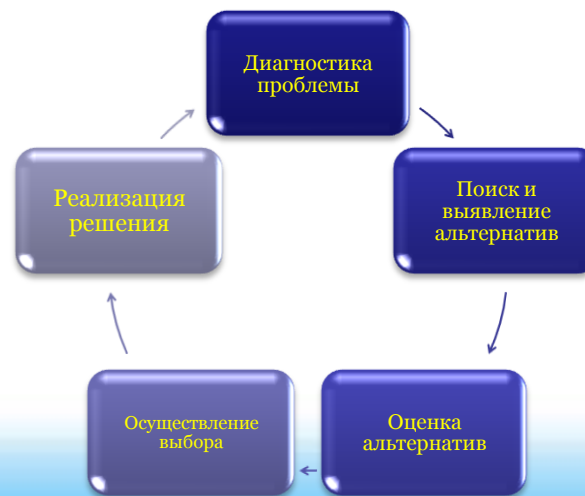 Диагностика
проблемы
Поиск и
выявление
альтернатив
Оценка
альтернатив
Осуществление
выбора
Реализация
решения